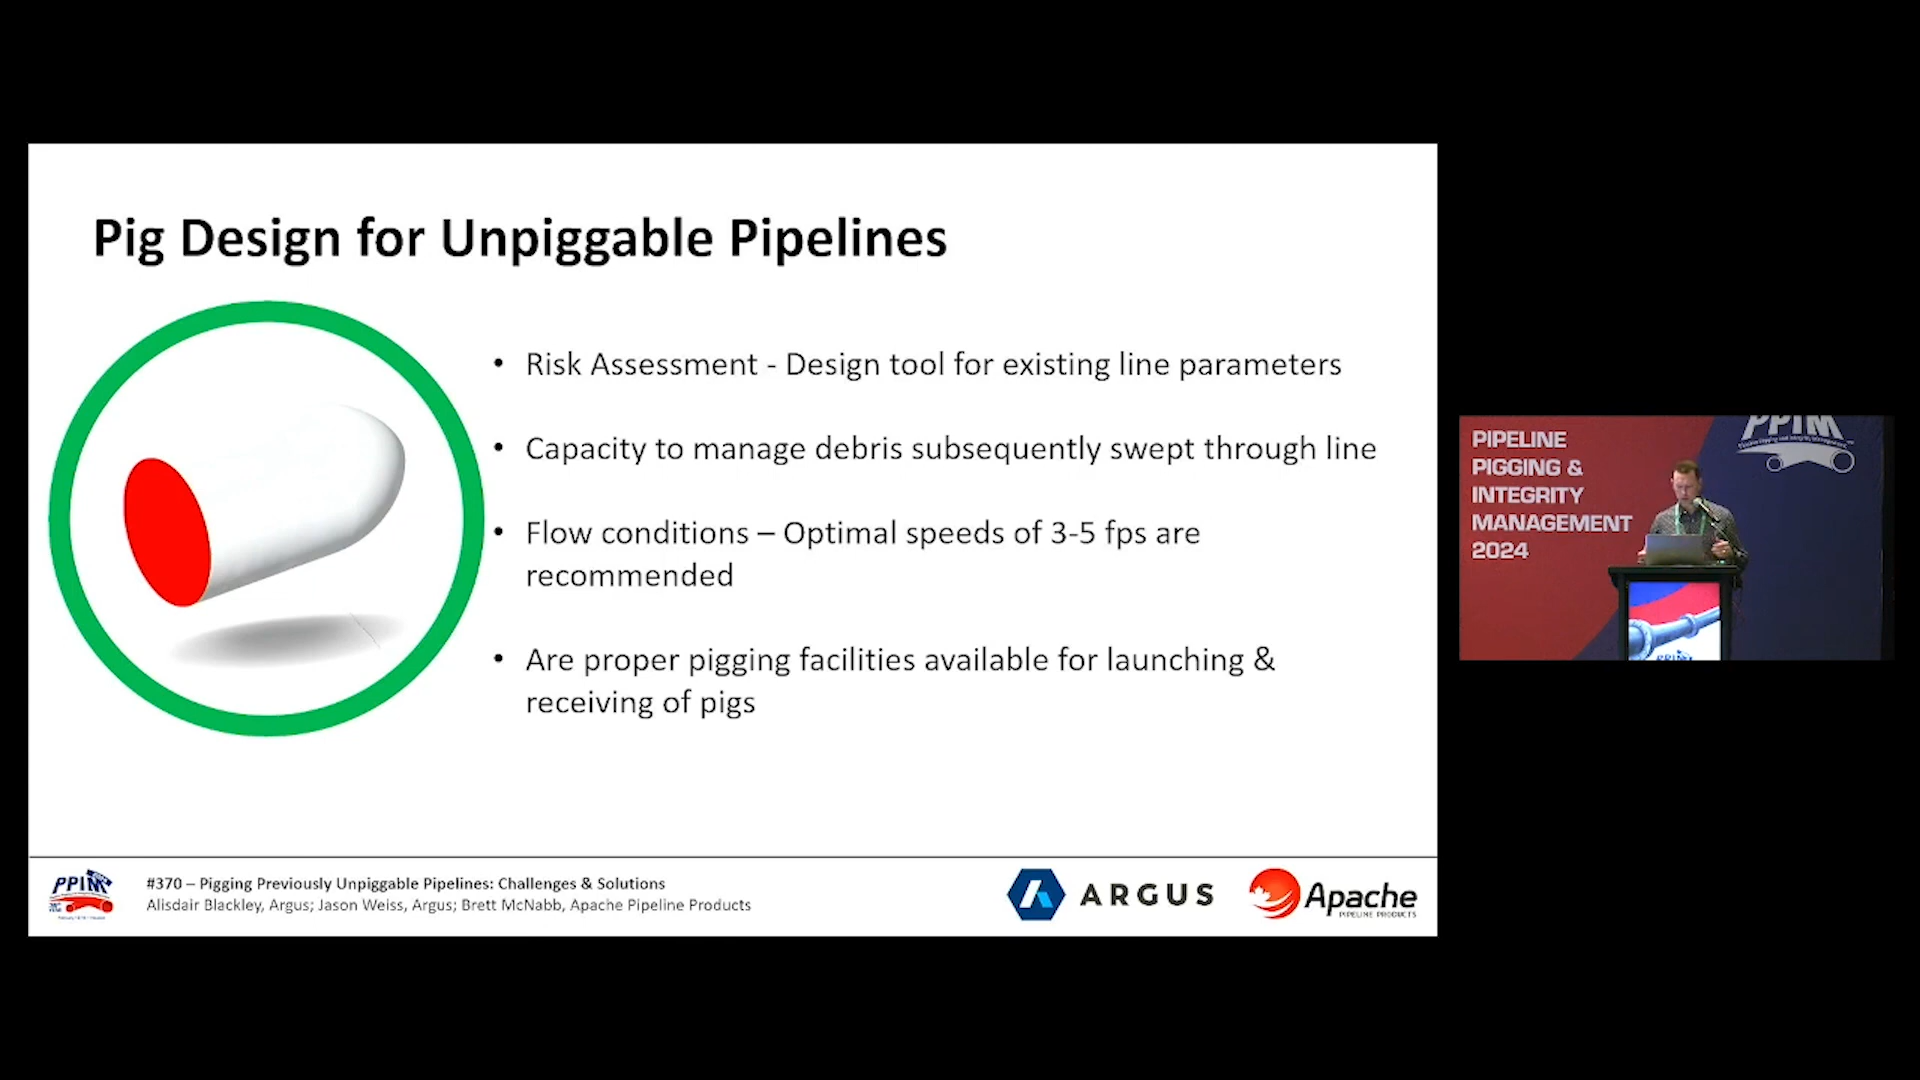 Pig Design for Unpiggable Pipelines
• Risk Assessment - Design tool for existing line parameters
• Capacity to manage debris subsequently swept through line
• Flow conditions – Optimal speeds of 3-5 fps are
recommended
• Are proper pigging facilities available for launching &
receiving of pigs
PPIM
#370 – Pigging Previously Unpiggable Pipelines: Challenges & Solutions
Alisdair Blackley, Argus; Jason Weiss, Argus; Brett McNabb, Apache Pipeline Products
ARGUS
Apache
PIPELINE PRODUCTS
PIPELINE
PIGGING &
INTEGRITY
MANAGEMENT
2024
PPIM